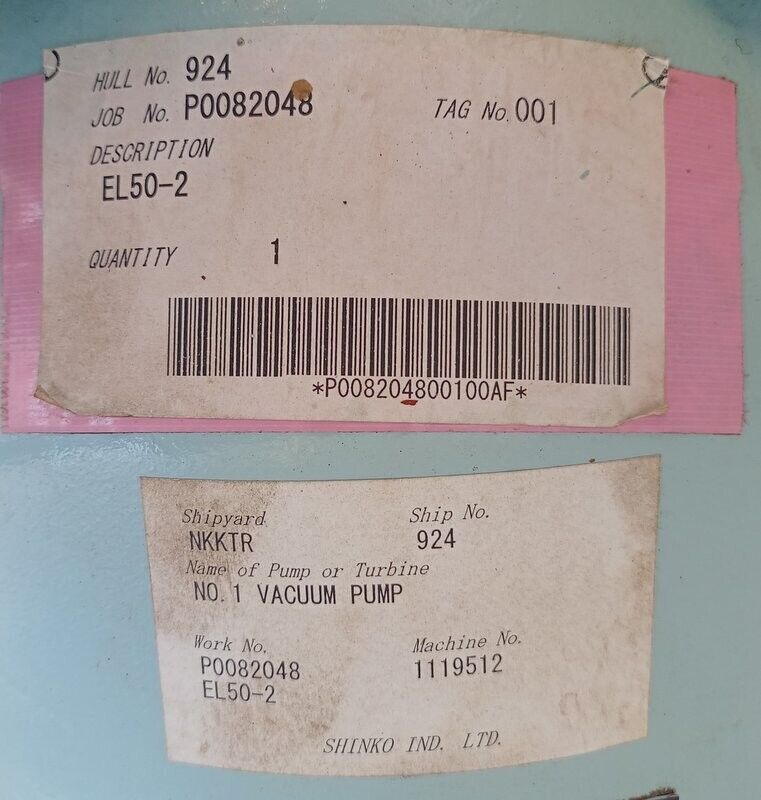 HULL No. 924
JOB No. P0082048 TAG No. 001
DESCRIPTION
EL50-2
QUANTITY 1
*P008204800100AF*
Shipyard Ship No.
NKKTR 924
Name of Pump or Turbine
NO. 1 VACUUM PUMP
Work No. Machine No.
P0082048 1119512
EL50-2
SHINKO IND. LTD.